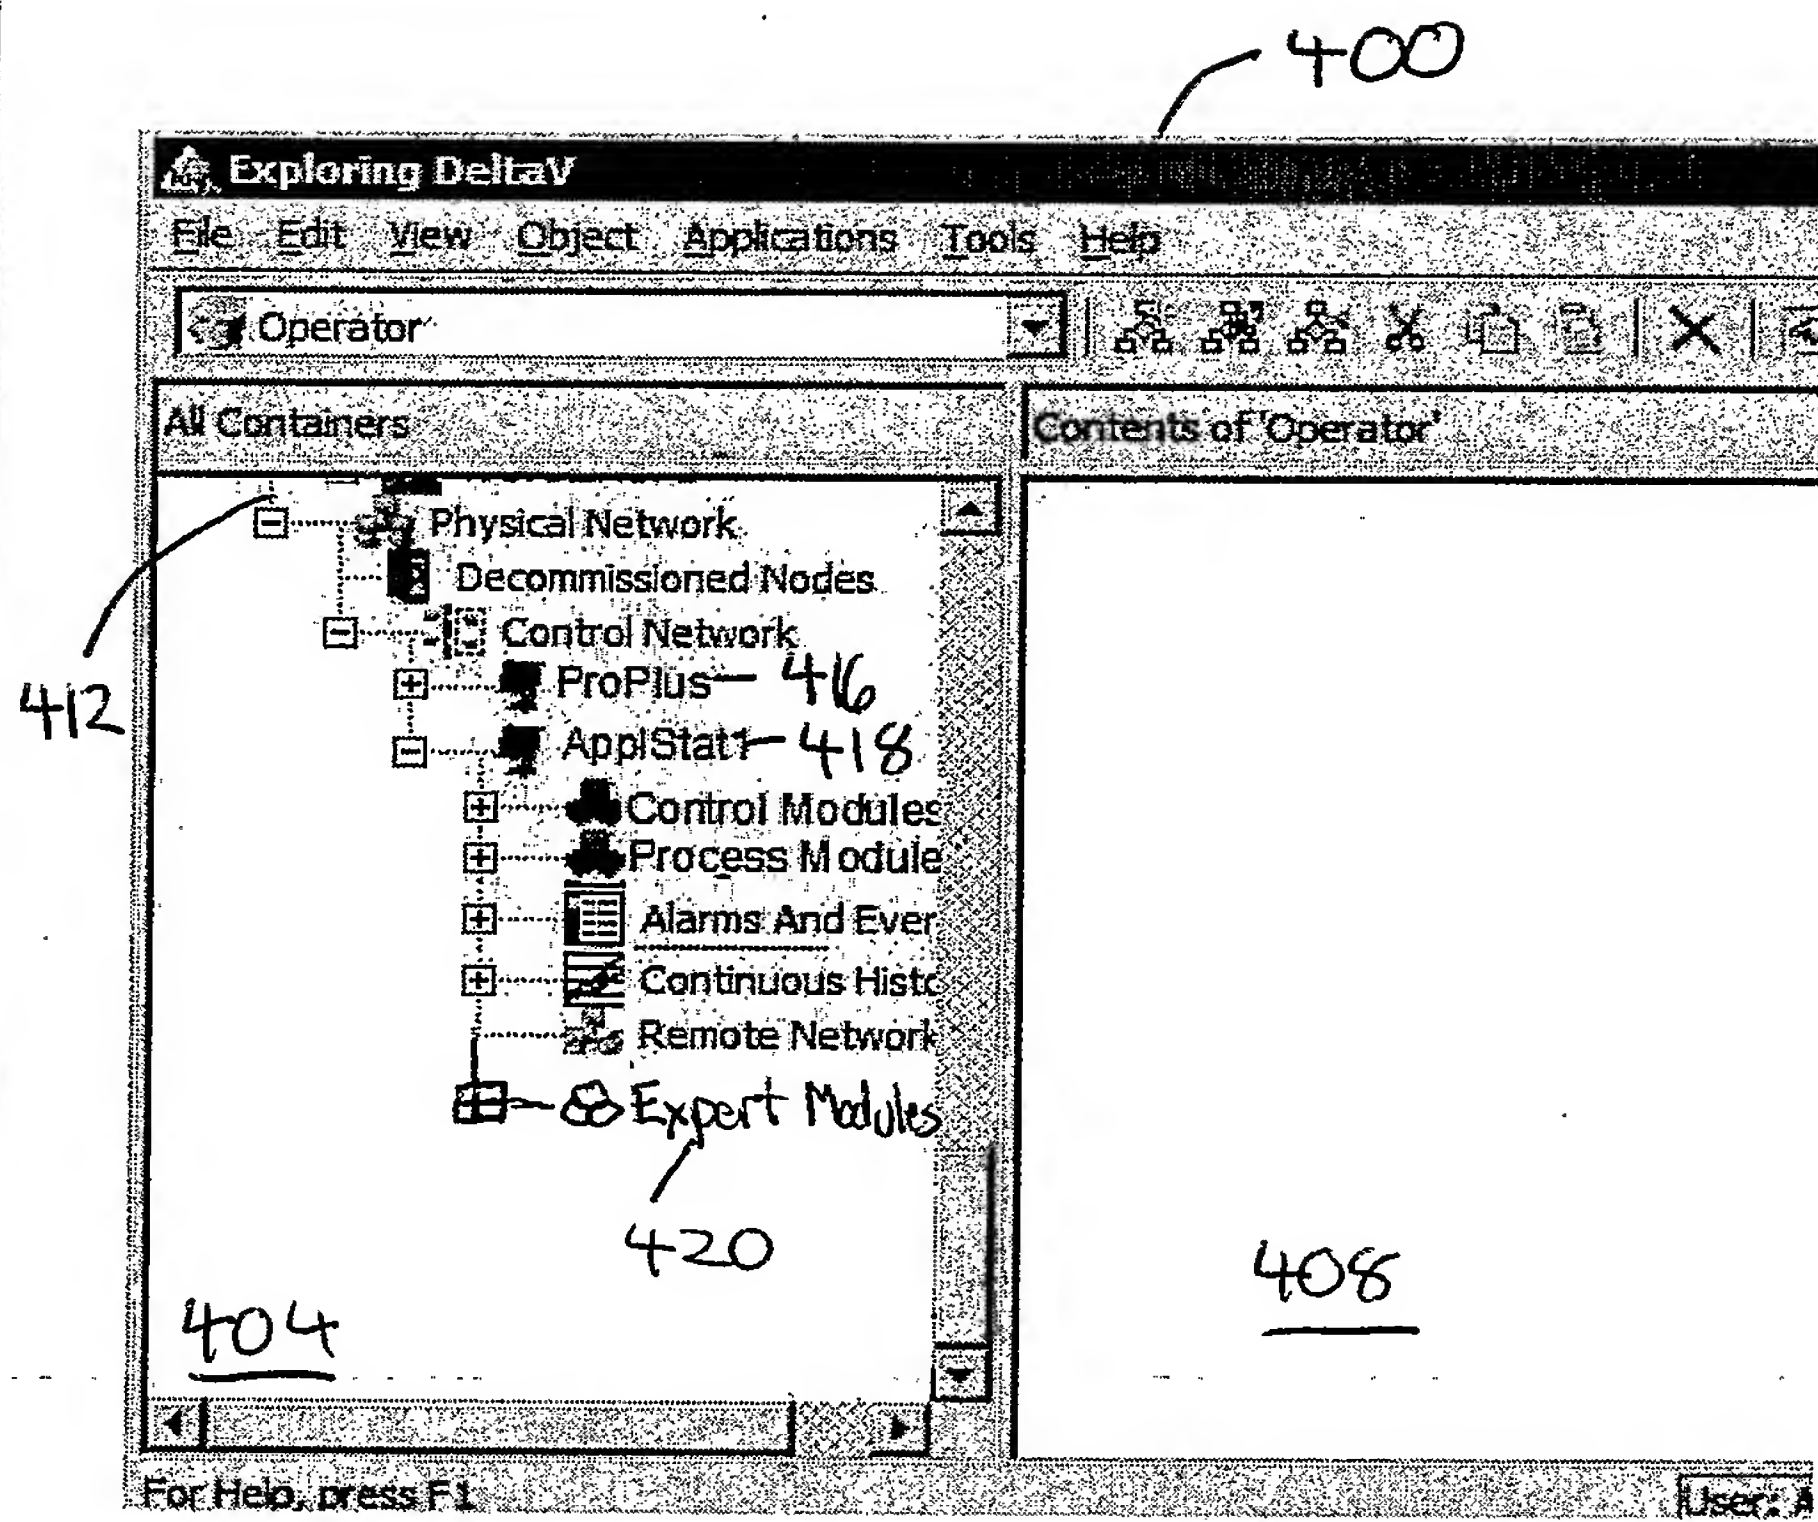 400
Exploring DeltaV
File Edit View Object Applications Tools Help
Operator
All Containers
Contents of 'Operator'
Physical Network
Decommissioned Nodes
Control Network
ProPlus 416
412
ApplStat1 418
Control Modules
Process Module
Alarms And Ever
Continuous Histo
Remote Network
Expert Modules
420
408
404
For Help, press F1
User: A